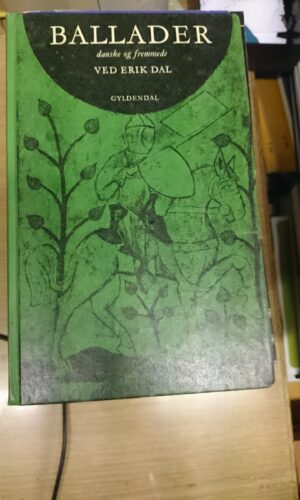 BALLADER
danske og fremmede
VED ERIK DAL
GYLDENDAL